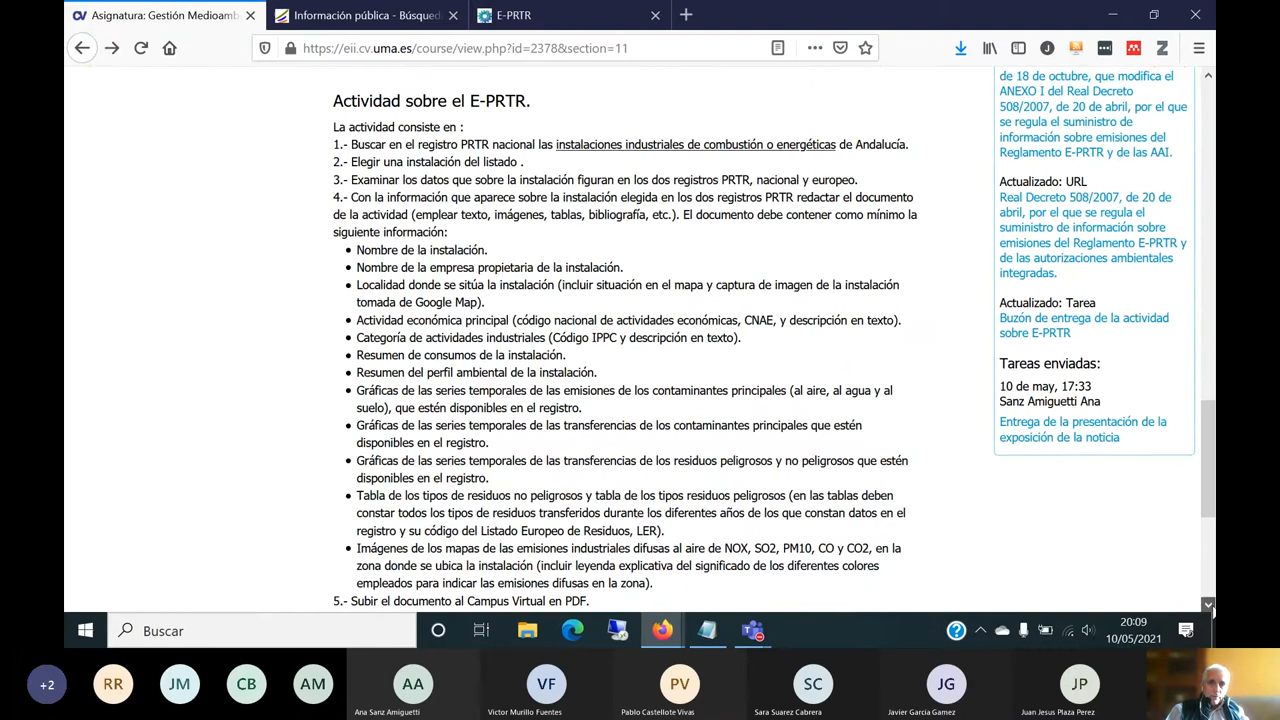 Asignatura: Gestión Medioamb
Información pública - Búsqued
E-PRTR
https://eii.cv.uma.es/course/view.php?id=2378&section=11
Actividad sobre el E-PRTR.
La actividad consiste en :
1.- Buscar en el registro PRTR nacional las instalaciones industriales de combustión o energéticas de Andalucía.
2.- Elegir una instalación del listado .
3.- Examinar los datos que sobre la instalación figuran en los dos registros PRTR, nacional y europeo.
4.- Con la información que aparece sobre la instalación elegida en los dos registros PRTR redactar el documento
de la actividad (emplear texto, imágenes, tablas, bibliografía, etc.). El documento debe contener como mínimo la
siguiente información:
• Nombre de la instalación.
• Nombre de la empresa propietaria de la instalación.
• Localidad donde se sitúa la instalación (incluir situación en el mapa y captura de imagen de la instalación
tomada de Google Map).
• Actividad económica principal (código nacional de actividades económicas, CNAE, y descripción en texto).
• Categoría de actividades industriales (Código IPPC y descripción en texto).
• Resumen de consumos de la instalación.
• Resumen del perfil ambiental de la instalación.
• Gráficas de las series temporales de las emisiones de los contaminantes principales (al aire, al agua y al
suelo), que estén disponibles en el registro.
• Gráficas de las series temporales de las transferencias de los contaminantes principales que estén
disponibles en el registro.
• Gráficas de las series temporales de las transferencias de los residuos peligrosos y no peligrosos que estén
disponibles en el registro.
• Tabla de los tipos de residuos no peligrosos y tabla de los tipos residuos peligrosos (en las tablas deben
constar todos los tipos de residuos transferidos durante los diferentes años de los que constan datos en el
registro y su código del Listado Europeo de Residuos, LER).
• Imágenes de los mapas de las emisiones industriales difusas al aire de NOX, SO2, PM10, CO y CO2, en la
zona donde se ubica la instalación (incluir leyenda explicativa del significado de los diferentes colores
empleados para indicar las emisiones difusas en la zona).
5.- Subir el documento al Campus Virtual en PDF.
de 18 de octubre, que modifica el
ANEXO I del Real Decreto
508/2007, de 20 de abril, por el que
se regula el suministro de
información sobre emisiones del
Reglamento E-PRTR y de las AAI.
Actualizado: URL
Real Decreto 508/2007, de 20 de
abril, por el que se regula el
suministro de información sobre
emisiones del Reglamento E-PRTR y
de las autorizaciones ambientales
integradas.
Actualizado: Tarea
Buzón de entrega de la actividad
sobre E-PRTR
Tareas enviadas:
10 de may, 17:33
Sanz Amiguetti Ana
Entrega de la presentación de la
exposición de la noticia
Buscar
20:09
10/05/2021
+2
RR
JM
CB
AM
AA
Ana Sanz Amiguetti
VF
Victor Murillo Fuentes
PV
Pablo Castellote Vivas
SC
Sara Suarez Cabrera
JG
Javier Garcia Gamez
JP
Juan Jesus Plaza Perez